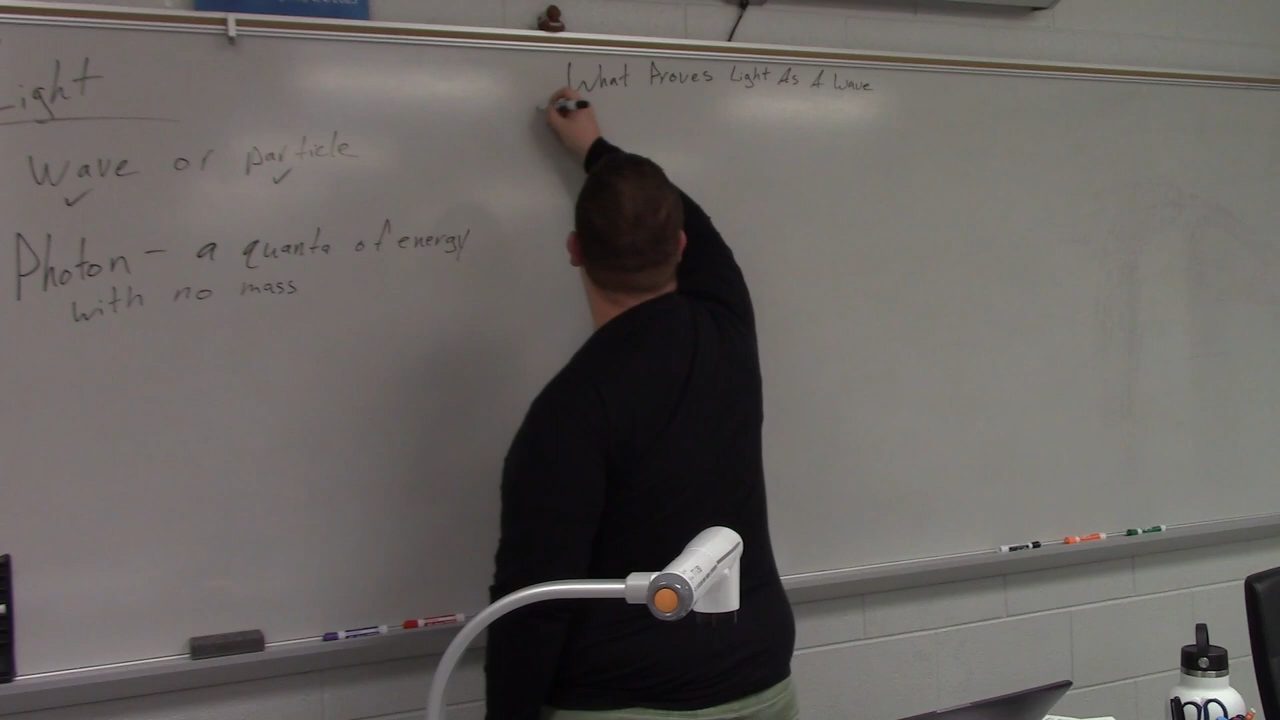 Light
Wave or particle
Photon - a quanta of energy
with no mass
What Proves Light As A Wave